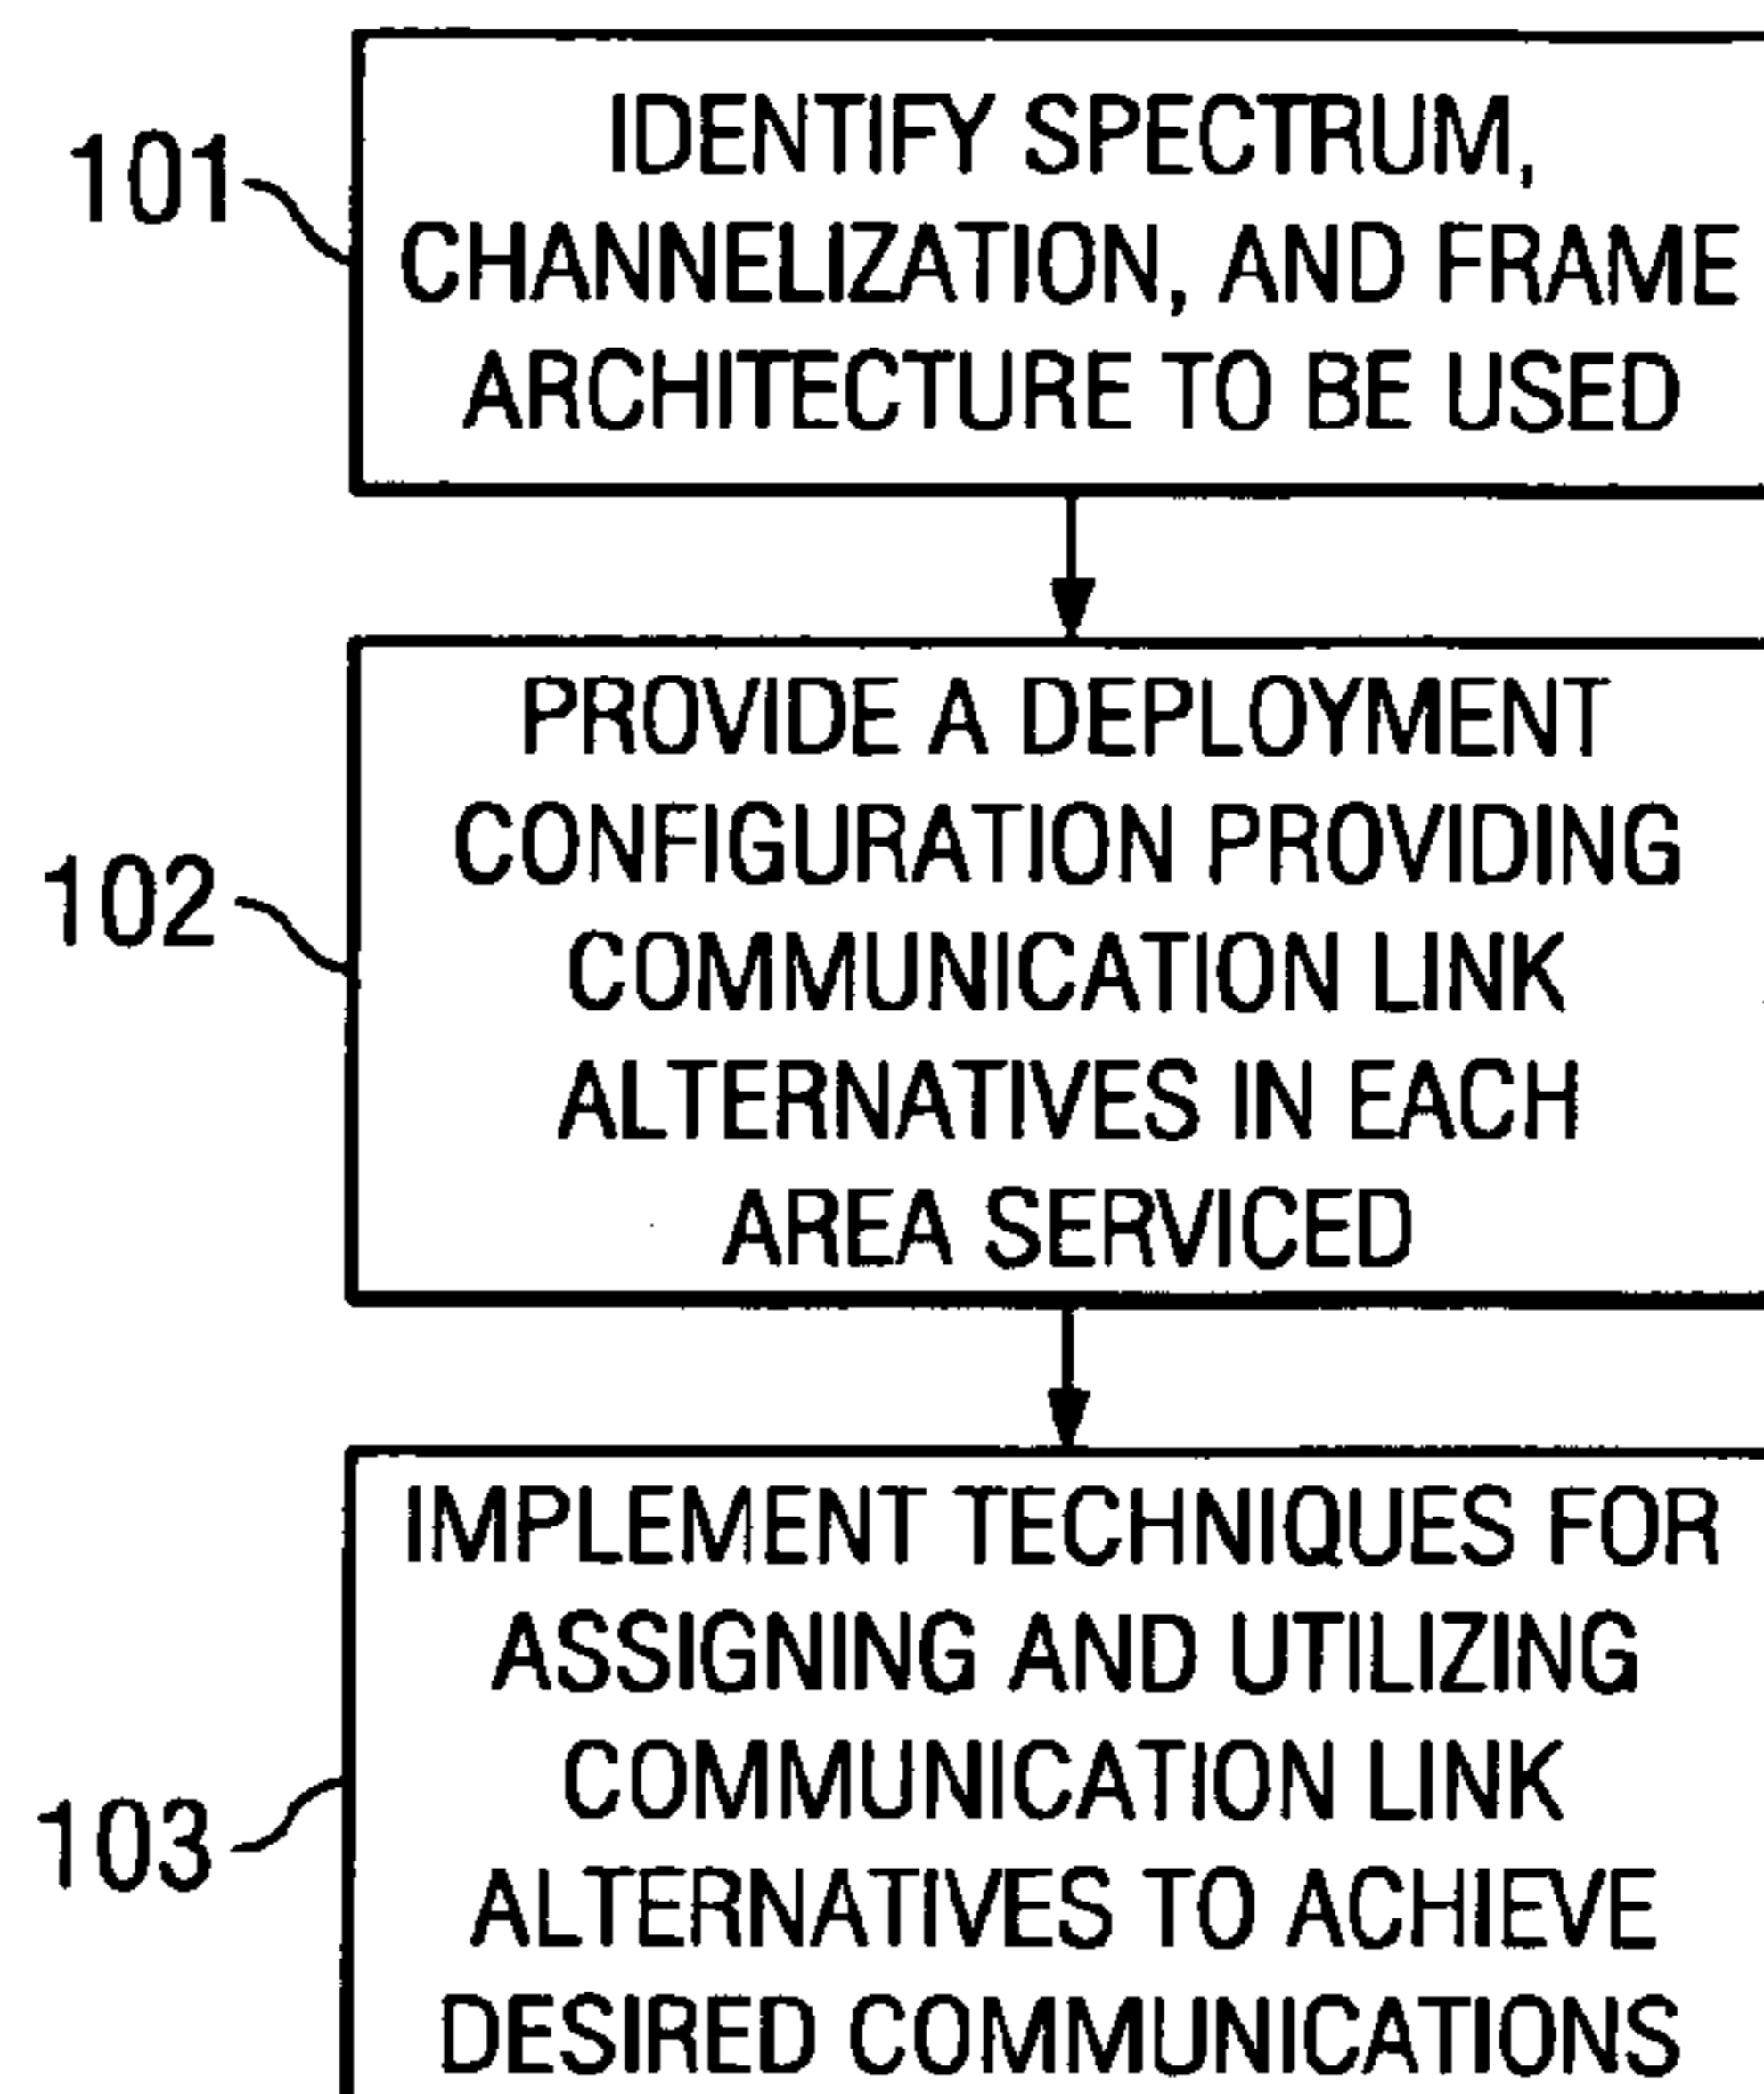 101
IDENTIFY SPECTRUM,
CHANNELIZATION, AND FRAME
ARCHITECTURE TO BE USED
102
PROVIDE A DEPLOYMENT
CONFIGURATION PROVIDING
COMMUNICATION LINK
ALTERNATIVES IN EACH
AREA SERVICED
103
IMPLEMENT TECHNIQUES FOR
ASSIGNING AND UTILIZING
COMMUNICATION LINK
ALTERNATIVES TO ACHIEVE
DESIRED COMMUNICATIONS